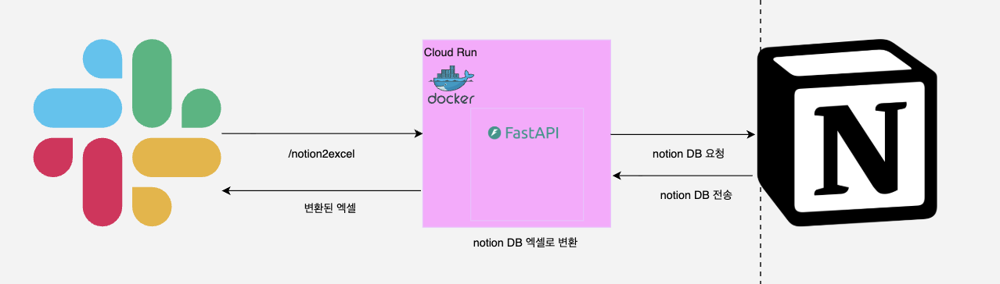 Cloud Run
docker
FastAPI
/notion2excel
변환된 엑셀
notion DB 요청
notion DB 전송
notion DB 엑셀로 변환
N